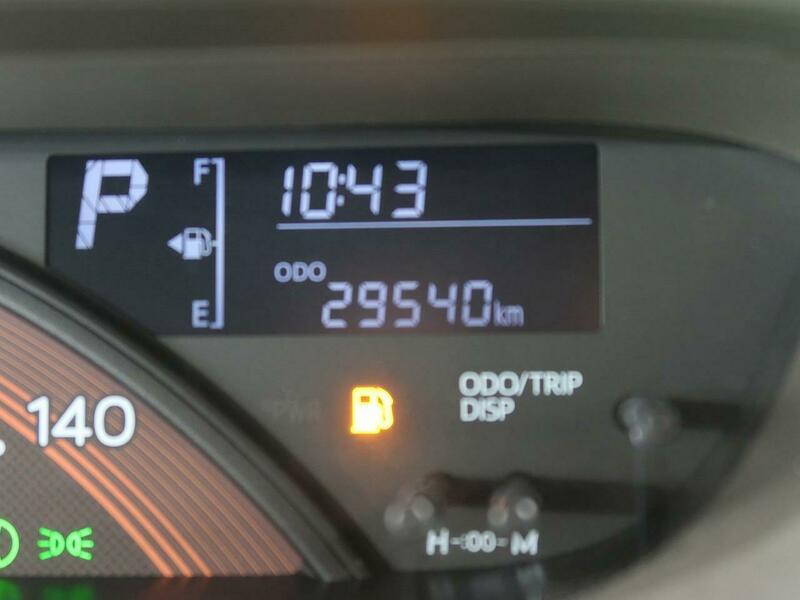 P
F
10:43
ODO
29540km
E
140
ODO/TRIP
DISP
H-:00-M